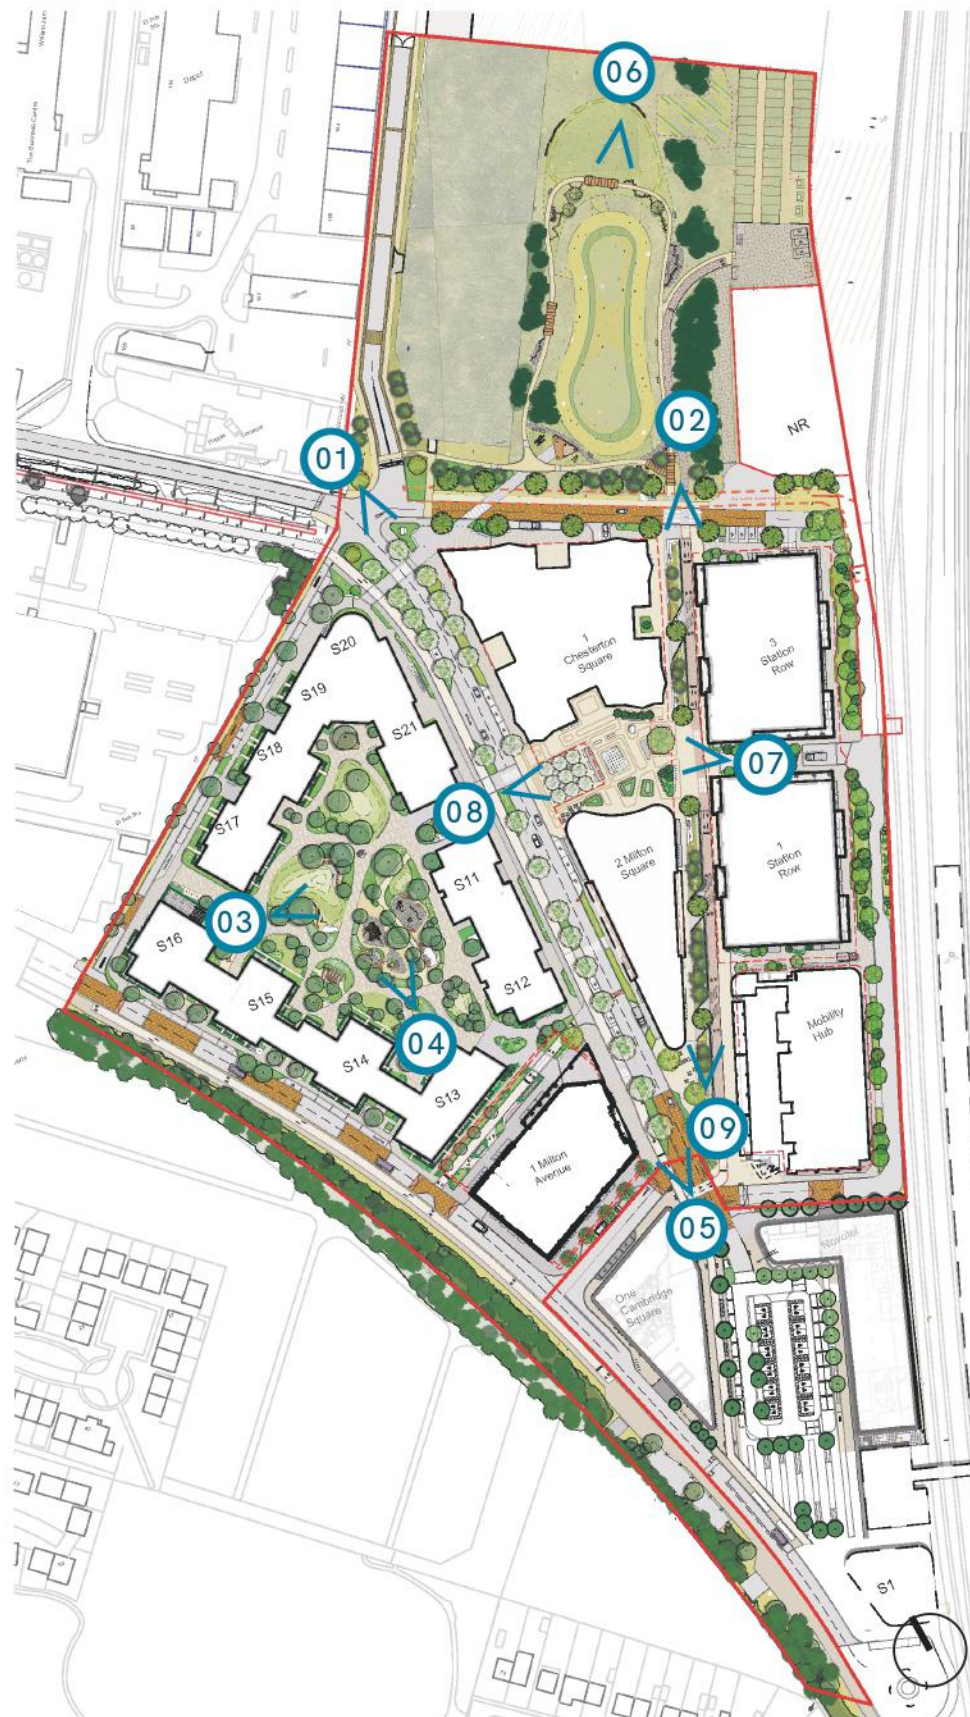 06
Depot
02
NR
01
1
Chesterton
Square
3
Station
Row
S20
S19
S18
S21
S17
07
08
2 Milton
Square
1
Station
Row
S11
03
S16
S12
S15
Mobility
Hub
04
S14
S13
09
1 Milton
Avenue
05
Novotel
One
Cambridge
Square
S1